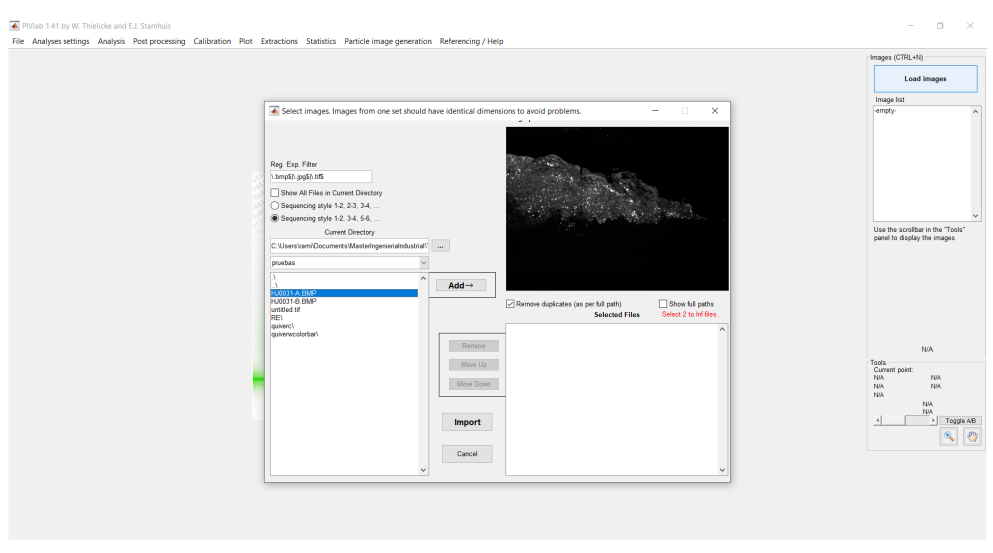 PIVlab 1.41 by W. Thielicke and E.J. Stamhuis
File Analyses settings Analysis Post processing Calibration Plot Extractions Statistics Particle image generation Referencing / Help
Images (CTRL+N)
Load images
Image list
-empty-
Use the scrollbar in the "Tools"
panel to display the images
N/A
Tools
Current point:
N/A N/A
N/A N/A
N/A
N/A
N/A
Toggle A/B
Select images. Images from one set should have identical dimensions to avoid problems.
Reg. Exp. Filter
\.bmp$|\.jpg$|\.tif$
Show All Files in Current Directory
Sequencing style 1-2, 2-3, 3-4, ...
Sequencing style 1-2, 3-4, 5-6, ...
Current Directory
C:\Users\rami\Documents\MasterIngenieriaIndustrial\
...
pruebas
.\
..\
HJ0031-A.BMP
HJ0031-B.BMP
untitled.tif
RE\
quiverc\
quiverwcolorbar\
Add→
Remove
Move Up
Move Down
Import
Cancel
Remove duplicates (as per full path)
Show full paths
Selected Files
Select 2 to Inf files